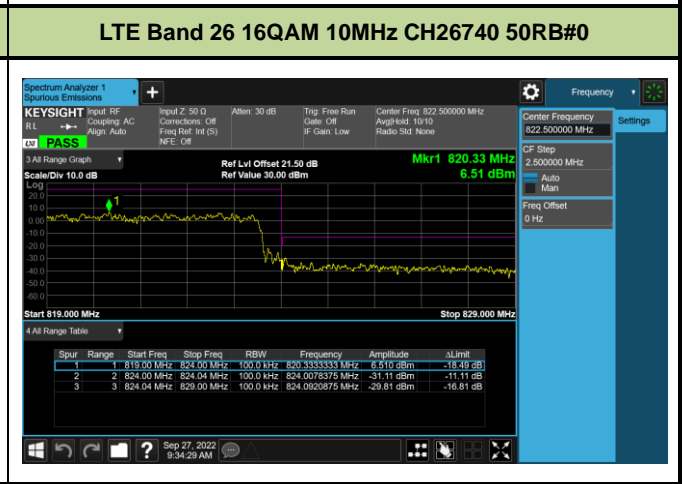 LTE Band 26 16QAM 10MHz CH26740 50RB#0
Spectrum Analyzer 1
Spurious Emissions
Frequency
KEYSIGHT
Input: RF
Coupling: AC
Align: Auto
Input Z: 50 Ω
Corrections: Off
Freq Ref: Int (S)
NFE: Off
Atten: 30 dB
Trig: Free Run
Gate: Off
IF Gain: Low
Center Freq: 822.500000 MHz
Avg|Hold: 10/10
Radio Std: None
R L
LXI PASS
Center Frequency
822.500000 MHz
Settings
CF Step
2.500000 MHz
Auto
Man
Freq Offset
0 Hz
3 All Range Graph
Scale/Div 10.0 dB
Ref Lvl Offset 21.50 dB
Ref Value 30.00 dBm
Mkr1 820.33 MHz
6.51 dBm
Log
20.0
10.0
0.00
-10.0
-20.0
-30.0
-40.0
-50.0
-60.0
1
Start 819.000 MHz
Stop 829.000 MHz
4 All Range Table
Spur Range Start Freq Stop Freq RBW Frequency Amplitude ΔLimit
1 1 819.00 MHz 824.00 MHz 100.0 kHz 820.3333333 MHz 6.510 dBm -18.49 dB
2 2 824.00 MHz 824.04 MHz 100.0 kHz 824.0078375 MHz -31.11 dBm -11.11 dB
3 3 824.04 MHz 829.00 MHz 100.0 kHz 824.0920875 MHz -29.81 dBm -16.81 dB
Sep 27, 2022
9:34:29 AM